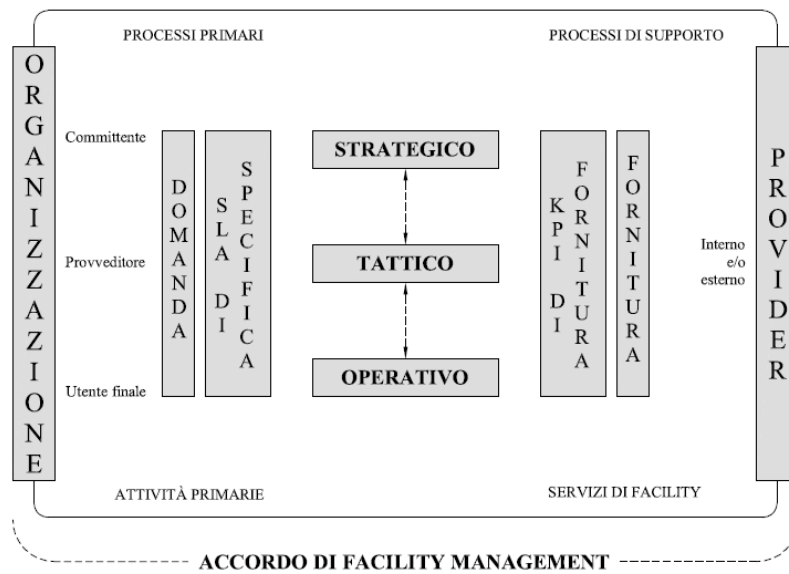 PROCESSI PRIMARI
PROCESSI DI SUPPORTO
ORGANIZZAZIONE
Committente
Provveditore
Utente finale
DOMANDA
SLA DI
SPECIFICA
STRATEGICO
TATTICO
OPERATIVO
KPI DI
FORNITURA
FORNITURA
Interno
e/o
esterno
PROVIDER
ATTIVITÀ PRIMARIE
SERVIZI DI FACILITY
ACCORDO DI FACILITY MANAGEMENT